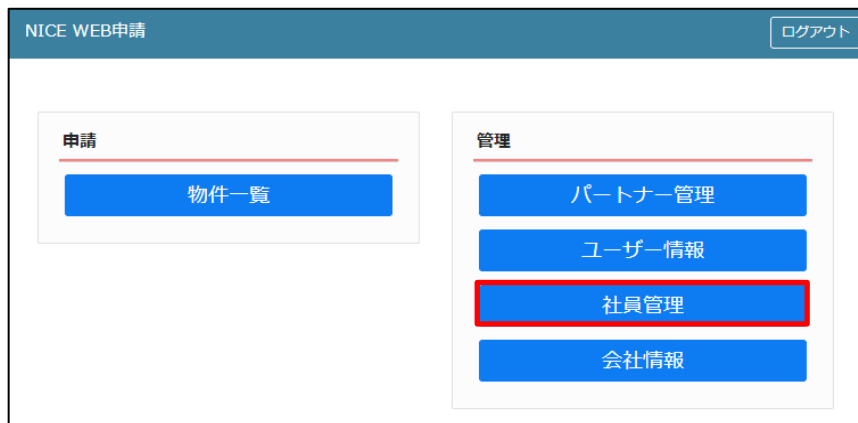 NICE WEB申請
ログアウト
申請
物件一覧
管理
パートナー管理
ユーザー情報
社員管理
会社情報